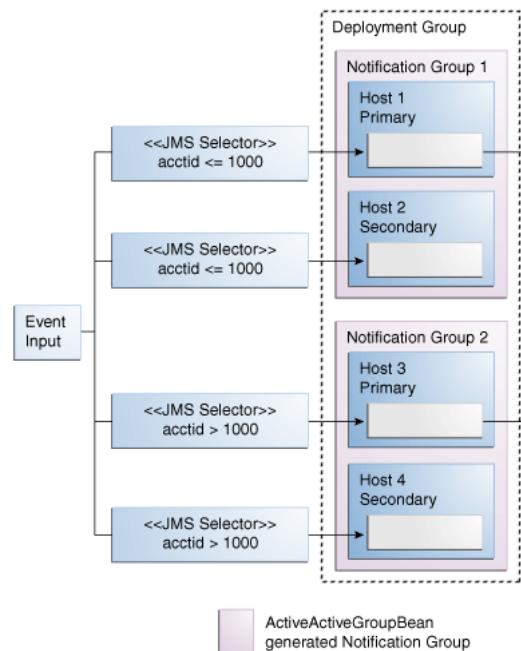 Deployment Group
Notification Group 1
Host 1
Primary
<<JMS Selector>>
acctid <= 1000
Host 2
Secondary
<<JMS Selector>>
acctid <= 1000
Event
Input
Notification Group 2
Host 3
Primary
<<JMS Selector>>
acctid > 1000
Host 4
Secondary
<<JMS Selector>>
acctid > 1000
ActiveActiveGroupBean
generated Notification Group